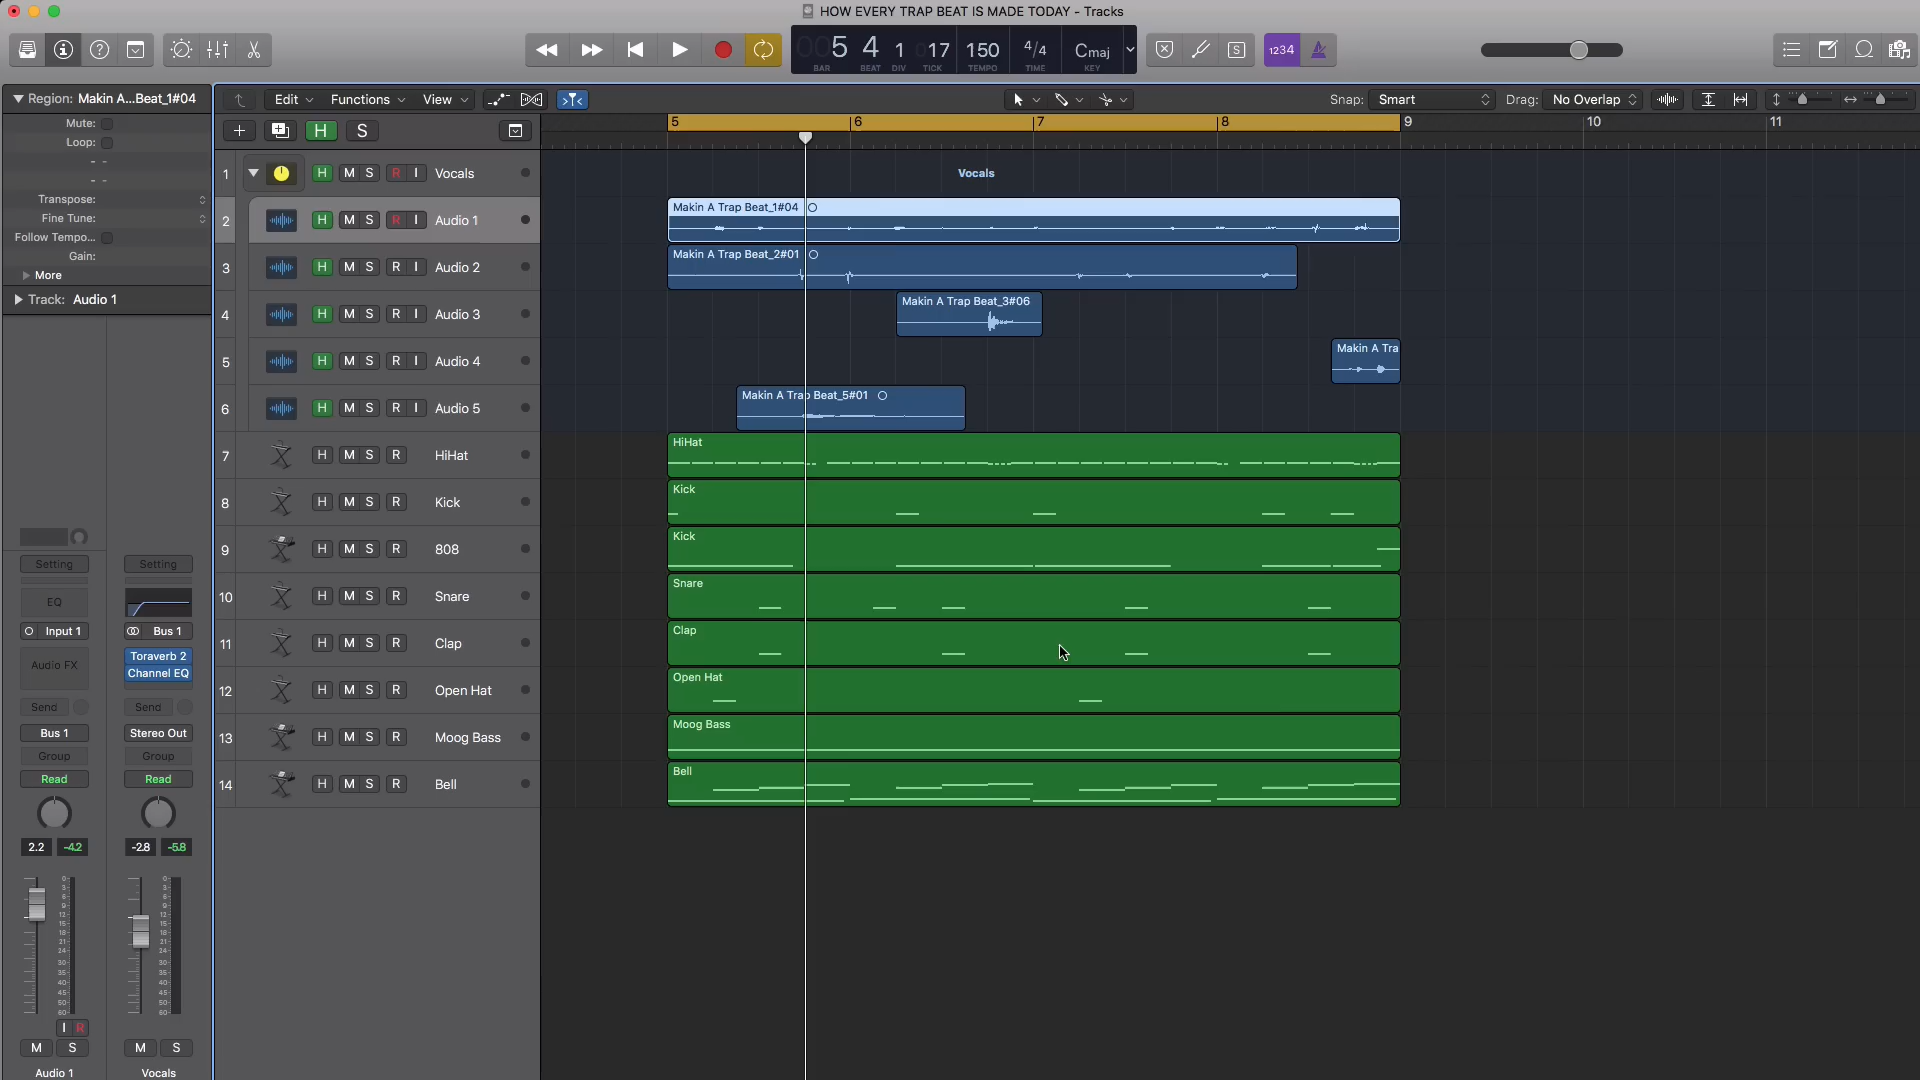 HOW EVERY TRAP BEAT IS MADE TODAY - Tracks
5 4 1 17 150 4/4 Cmaj
BAR BEAT DIV TICK TEMPO TIME KEY
1234
Region: Makin A...Beat_1#04
Edit Functions View
Snap: Smart Drag: No Overlap
Mute:
Loop:
Transpose:
Fine Tune:
Follow Tempo...
Gain:
More
Track: Audio 1
H S
5 6 7 8 9 10 11
1 H M S R I Vocals
Vocals
2 H M S R I Audio 1
Makin A Trap Beat_1#04
3 H M S R I Audio 2
Makin A Trap Beat_2#01
4 H M S R I Audio 3
Makin A Trap Beat_3#06
5 H M S R I Audio 4
Makin A Tra
6 H M S R I Audio 5
Makin A Trap Beat_5#01
7 H M S R HiHat
HiHat
8 H M S R Kick
Kick
9 H M S R 808
Kick
10 H M S R Snare
Snare
11 H M S R Clap
Clap
12 H M S R Open Hat
Open Hat
13 H M S R Moog Bass
Moog Bass
14 H M S R Bell
Bell
Setting Setting
EQ
Input 1 Bus 1
Audio FX Toraverb 2
Channel EQ
Send Send
Bus 1 Stereo Out
Group Group
Read Read
2.2 -4.2 -2.8 -5.8
I R
M S M S
Audio 1 Vocals